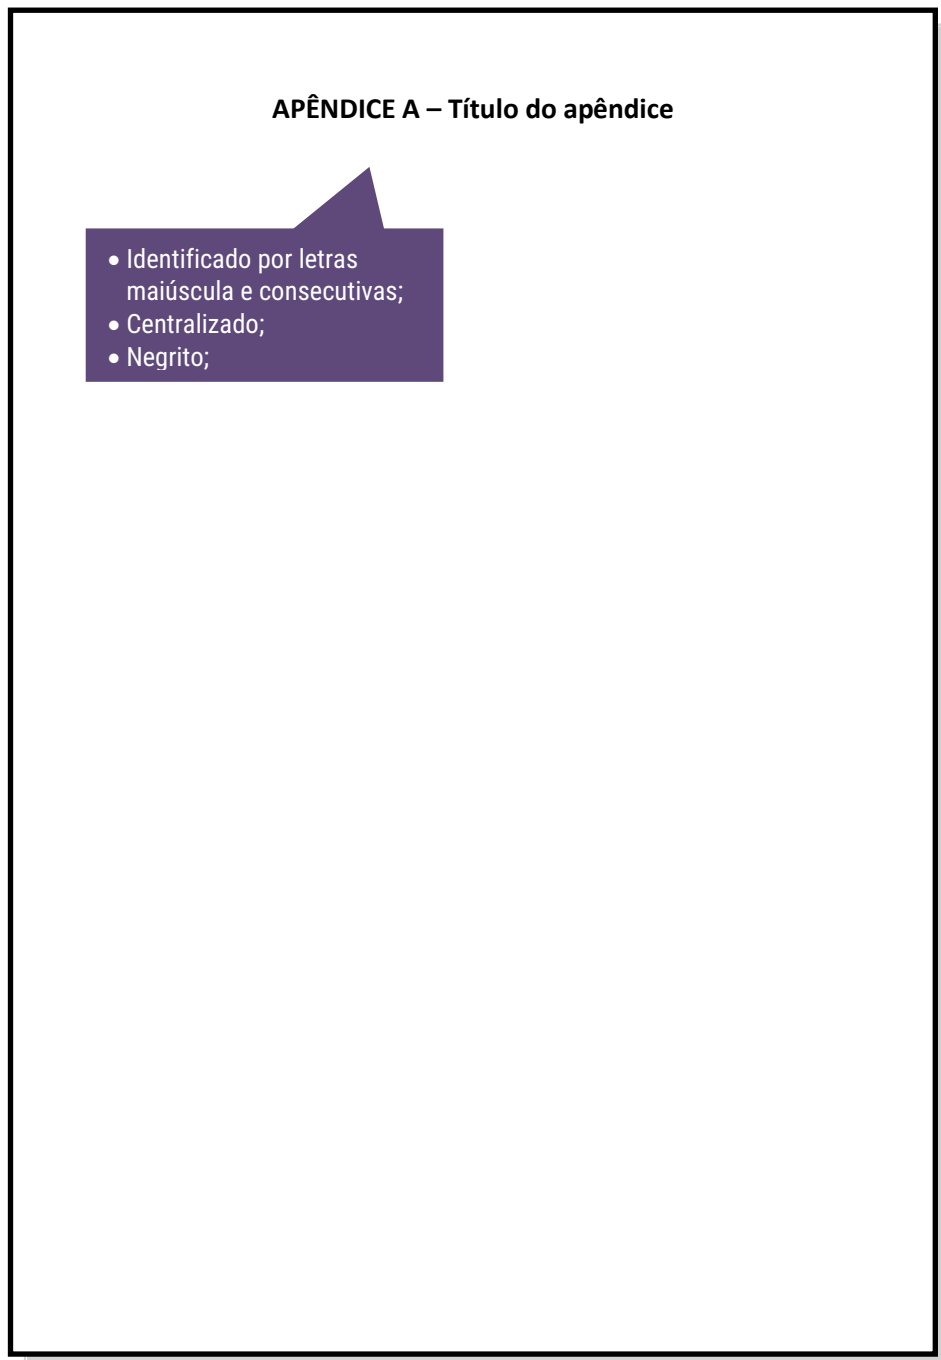 APÊNDICE A – Título do apêndice
• Identificado por letras
maiúscula e consecutivas;
• Centralizado;
• Negrito;